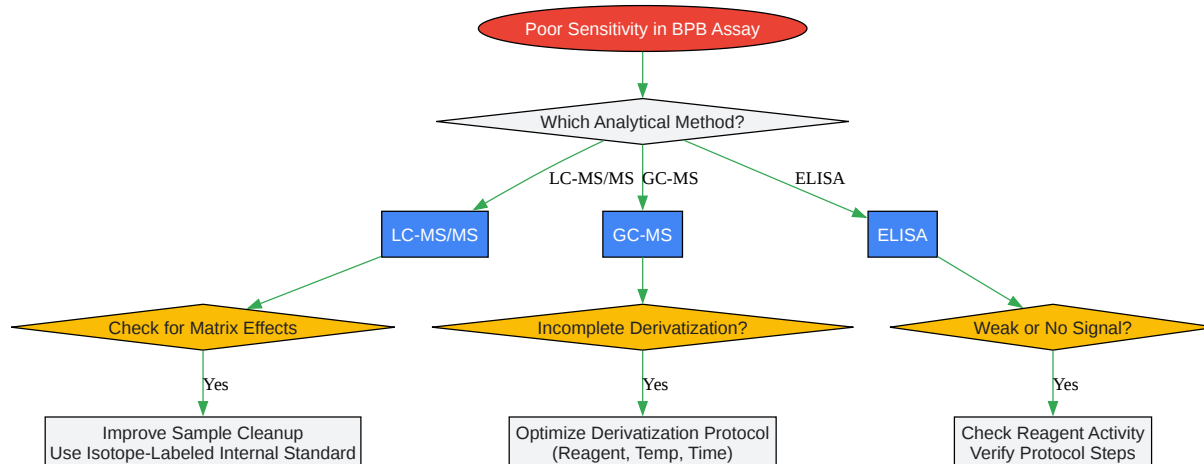 Poor Sensitivity in BPB Assay
Which Analytical Method?
LC-MS/MS
GC-MS
ELISA
LC-MS/MS
GC-MS
ELISA
Check for Matrix Effects
Incomplete Derivatization?
Weak or No Signal?
Yes
Yes
Yes
Improve Sample Cleanup
Use Isotope-Labeled Internal Standard
Optimize Derivatization Protocol
(Reagent, Temp, Time)
Check Reagent Activity
Verify Protocol Steps